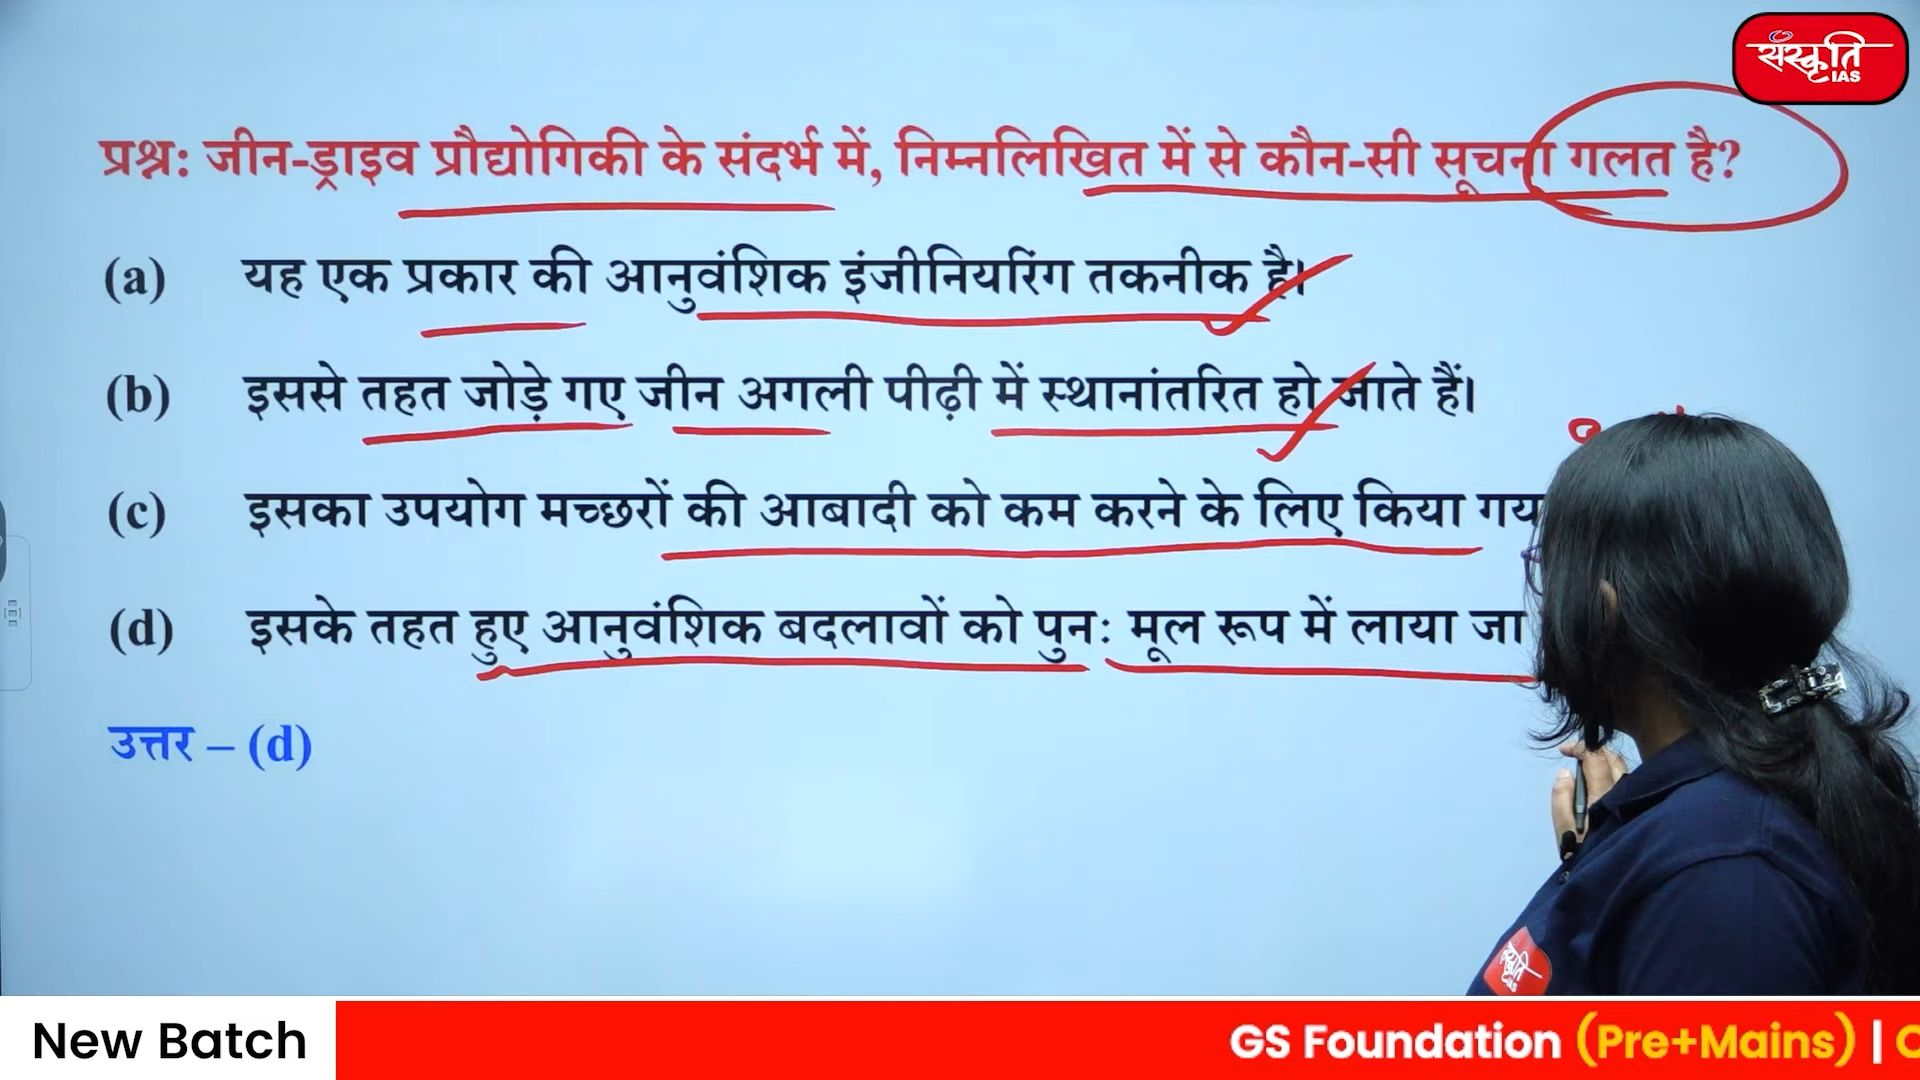 संस्कृति
IAS
प्रश्न: जीन-ड्राइव प्रौद्योगिकी के संदर्भ में, निम्नलिखित में से कौन-सी सूचना गलत है?
(a) यह एक प्रकार की आनुवंशिक इंजीनियरिंग तकनीक है।
(b) इससे तहत जोड़े गए जीन अगली पीढ़ी में स्थानांतरित हो जाते हैं।
(c) इसका उपयोग मच्छरों की आबादी को कम करने के लिए किया
(d) इसके तहत हुए आनुवंशिक बदलावों को पुनः मूल रूप में लाया जा
उत्तर – (d)
संस्कृति
IAS
New Batch
GS Foundation (Pre+Mains) |